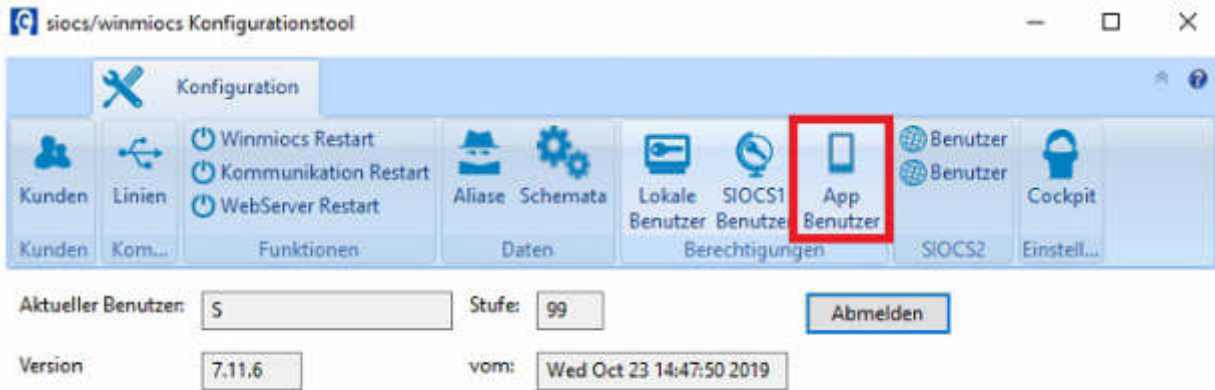 siocs/winmiocs Konfigurationstool
Konfiguration
Kunden
Linien
Winmiocs Restart
Kommunikation Restart
WebServer Restart
Aliase
Schemata
Lokale
Benutzer
SIOCS1
Benutzer
App
Benutzer
Benutzer
Benutzer
Cockpit
Kunden
Kom...
Funktionen
Daten
Berechtigungen
SIOCS2
Einstell...
Aktueller Benutzer: S Stufe: 99 Abmelden
Version 7.11.6 vom: Wed Oct 23 14:47:50 2019